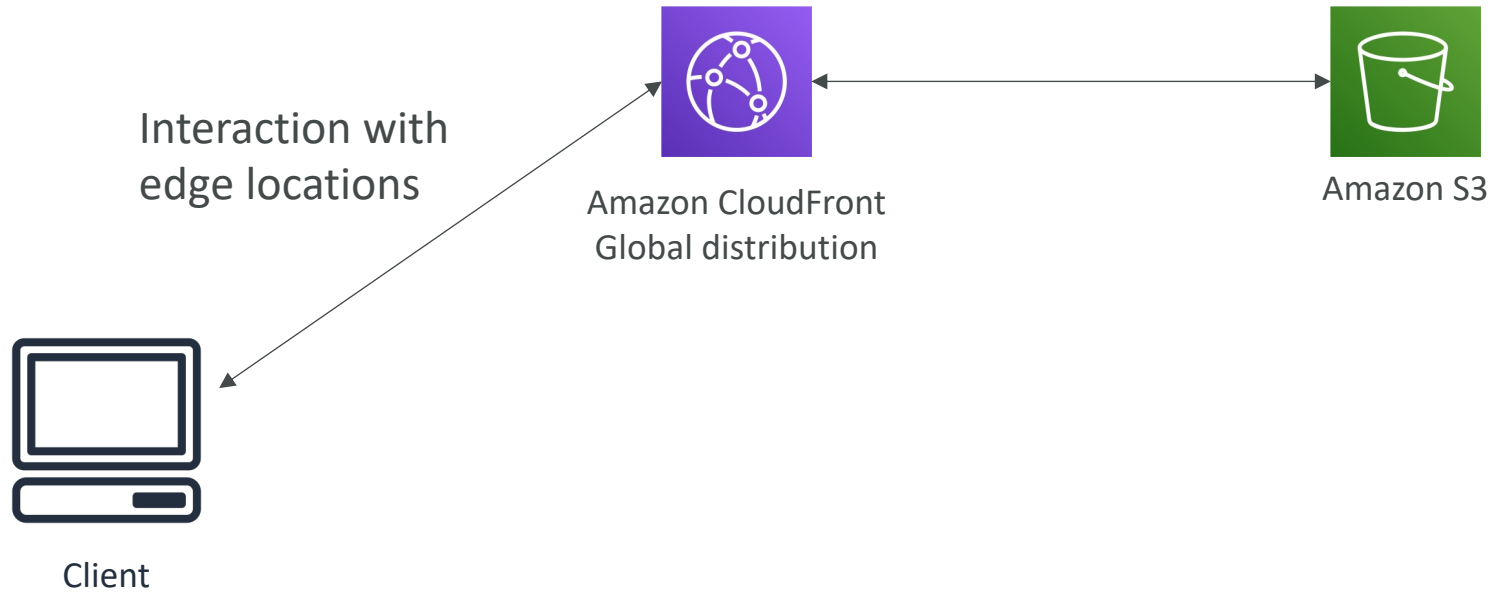 Interaction with
edge locations
Amazon CloudFront
Global distribution
Amazon S3
Client